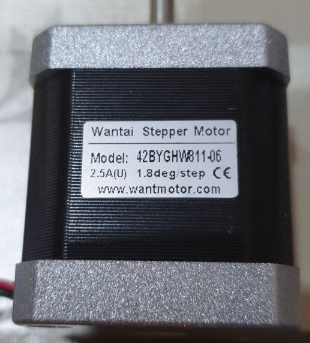 Wantai Stepper Motor
Model: 42BYGHW811-06
2.5A(U) 1.8deg/step CE
www.wantmotor.com